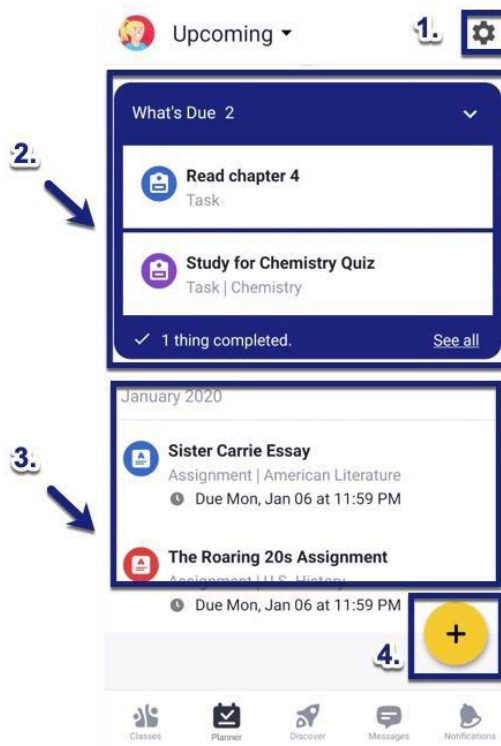 Upcoming
1.
What's Due 2
2.
Read chapter 4
Task
Study for Chemistry Quiz
Task | Chemistry
1 thing completed. See all
January 2020
3.
Sister Carrie Essay
Assignment | American Literature
Due Mon, Jan 06 at 11:59 PM
The Roaring 20s Assignment
Assignment | U.S. History
Due Mon, Jan 06 at 11:59 PM
+
4.
Classes Planner Discover Messages Notifications